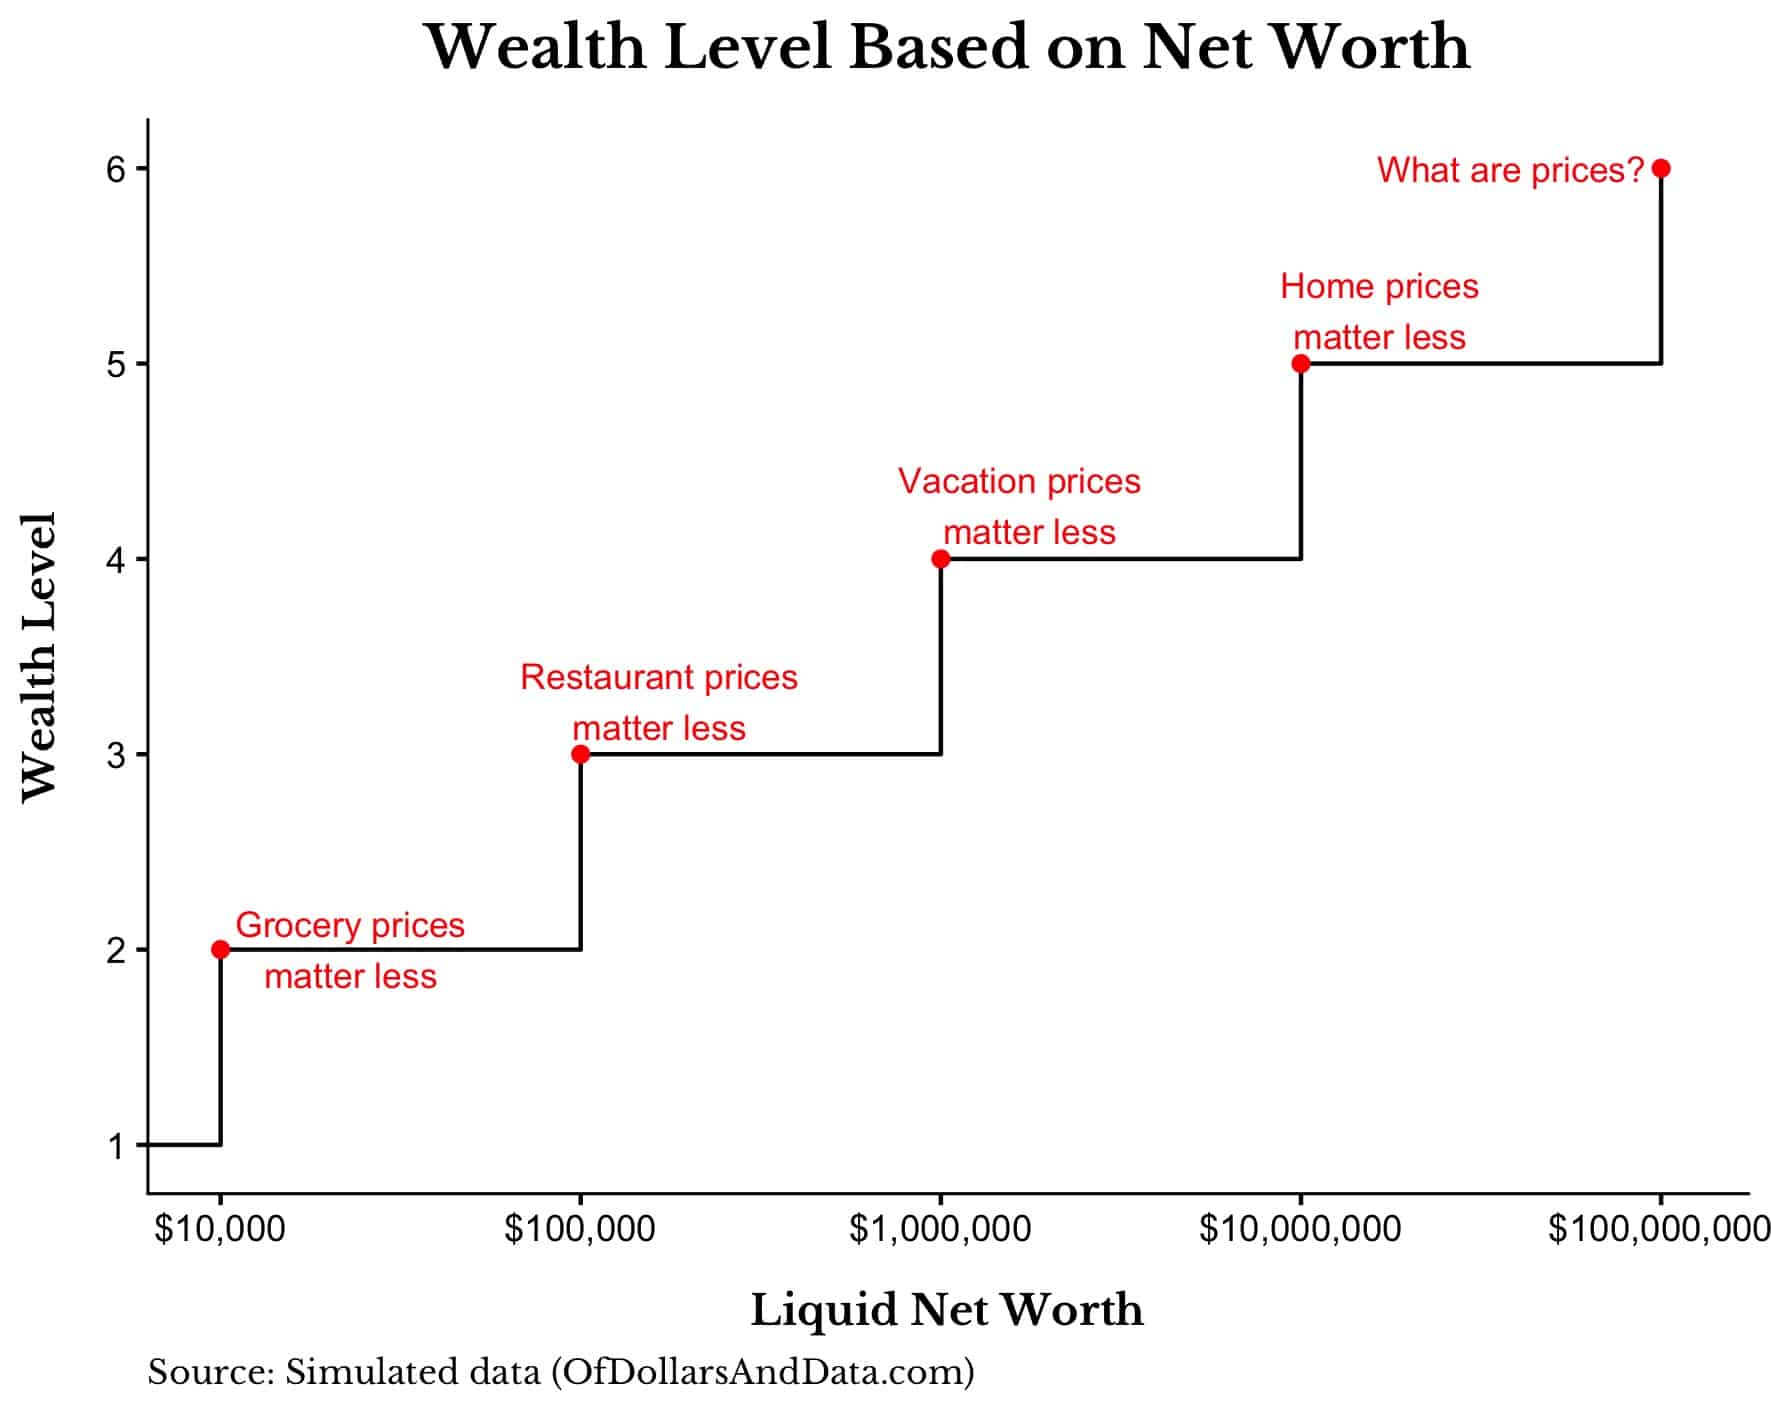 Wealth Level Based on Net Worth
6
What are prices?
Home prices
matter less
5
Vacation prices
matter less
4
Restaurant prices
matter less
3
Grocery prices
2
matter less
1
Wealth Level
$10,000
$100,000
$1,000,000
$10,000,000
$100,000,000
Liquid Net Worth
Source: Simulated data (OfDollarsAndData.com)